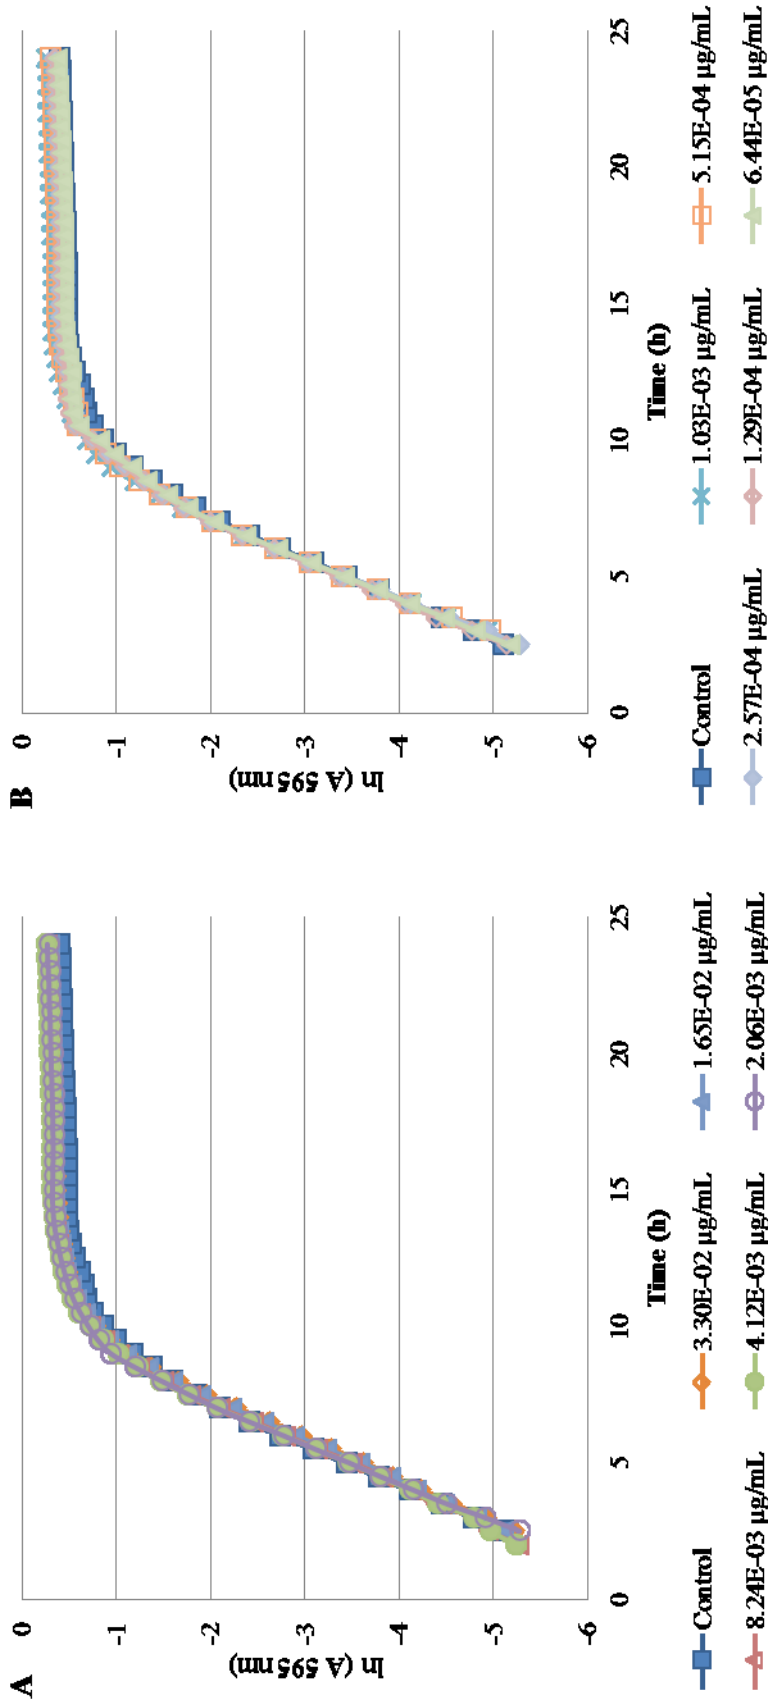 A
0
-1
-2
-3
-4
-5
-6
ln (A 595 nm)
0 5 10 15 20 25
Time (h)
Control 3.30E-02 µg/mL 1.65E-02 µg/mL
8.24E-03 µg/mL 4.12E-03 µg/mL 2.06E-03 µg/mL
B
0
-1
-2
-3
-4
-5
-6
ln (A 595 nm)
0 5 10 15 20 25
Time (h)
Control 1.03E-03 µg/mL 5.15E-04 µg/mL
2.57E-04 µg/mL 1.29E-04 µg/mL 6.44E-05 µg/mL